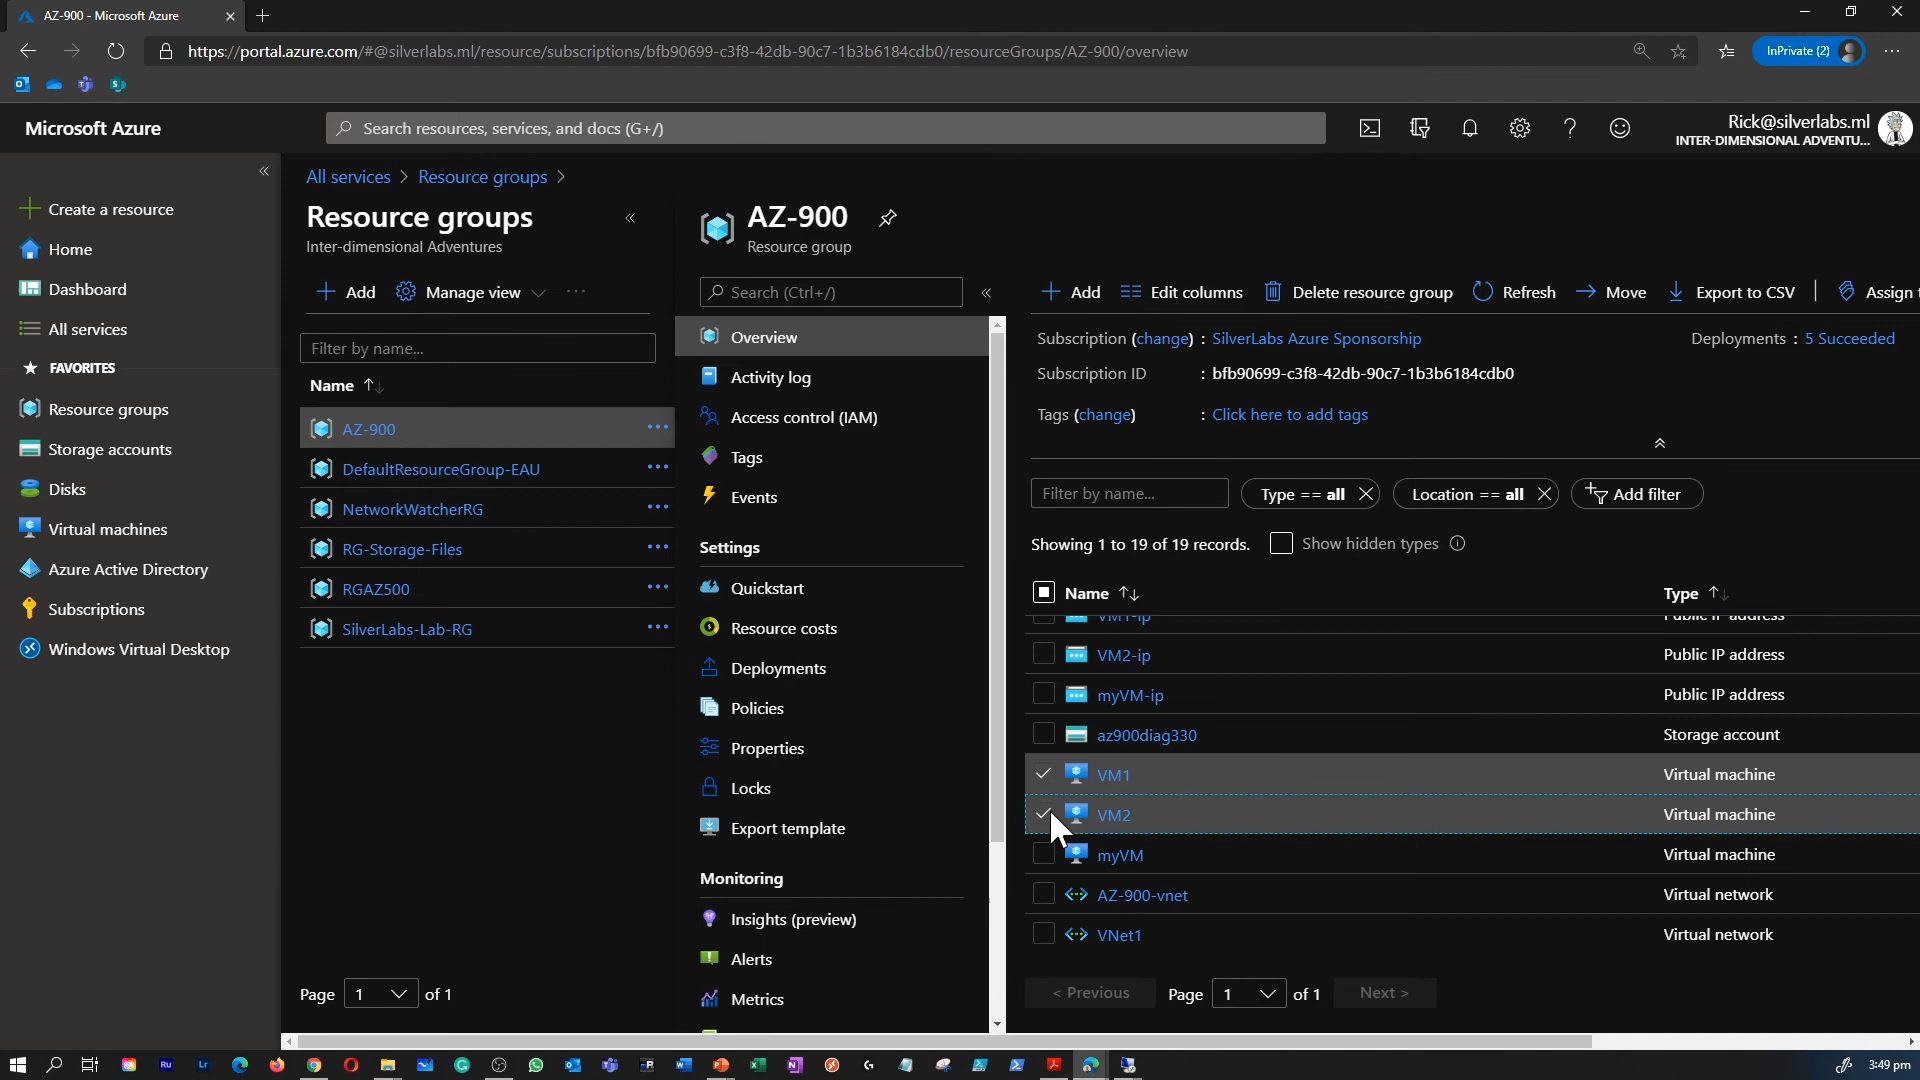 AZ-900 - Microsoft Azure
https://portal.azure.com/#@silverlabs.ml/resource/subscriptions/bfb90699-c3f8-42db-90c7-1b3b6184cdb0/resourceGroups/AZ-900/overview
InPrivate (2)
Microsoft Azure
Search resources, services, and docs (G+/)
Rick@silverlabs.ml
INTER-DIMENSIONAL ADVENTU...
Create a resource
Home
Dashboard
All services
FAVORITES
Resource groups
Storage accounts
Disks
Virtual machines
Azure Active Directory
Subscriptions
Windows Virtual Desktop
All services > Resource groups >
Resource groups
Inter-dimensional Adventures
Add Manage view
Filter by name...
Name
AZ-900
DefaultResourceGroup-EAU
NetworkWatcherRG
RG-Storage-Files
RGAZ500
SilverLabs-Lab-RG
Page 1 of 1
AZ-900
Resource group
Search (Ctrl+/)
Overview
Activity log
Access control (IAM)
Tags
Events
Settings
Quickstart
Resource costs
Deployments
Policies
Properties
Locks
Export template
Monitoring
Insights (preview)
Alerts
Metrics
Add Edit columns Delete resource group Refresh Move Export to CSV Assign
Subscription (change) : SilverLabs Azure Sponsorship
Deployments : 5 Succeeded
Subscription ID : bfb90699-c3f8-42db-90c7-1b3b6184cdb0
Tags (change) : Click here to add tags
Filter by name... Type == all Location == all Add filter
Showing 1 to 19 of 19 records. Show hidden types
Name Type
VM1-ip Public IP address
VM2-ip Public IP address
myVM-ip Public IP address
az900diag330 Storage account
VM1 Virtual machine
VM2 Virtual machine
myVM Virtual machine
AZ-900-vnet Virtual network
VNet1 Virtual network
< Previous Page 1 of 1 Next >
3:49 pm